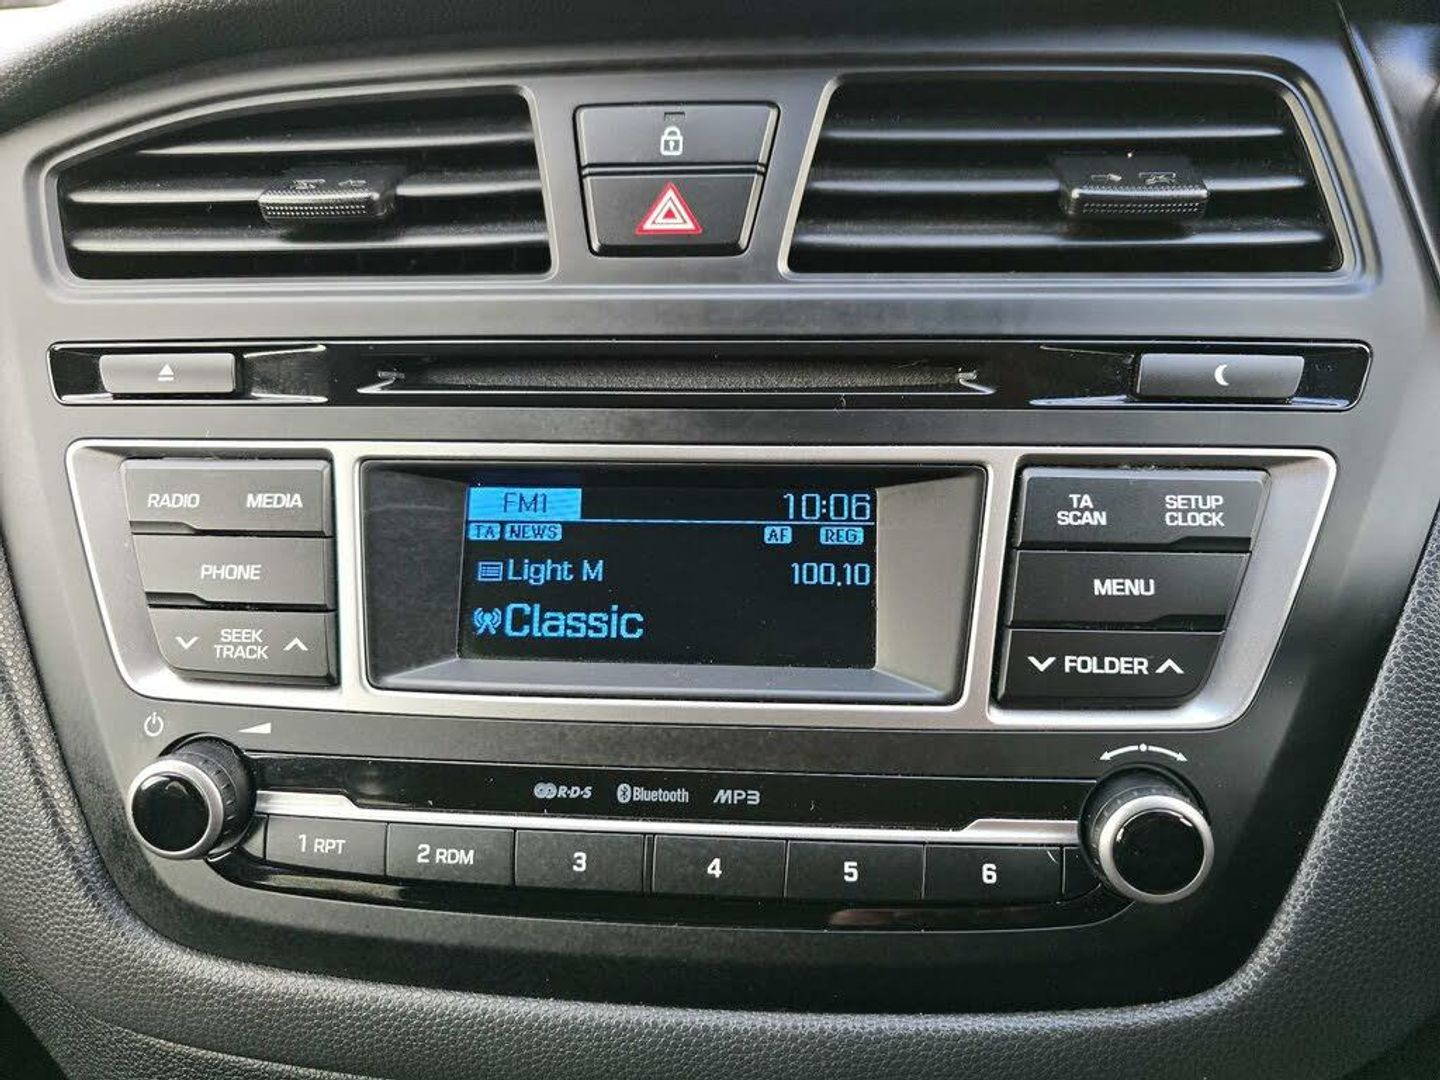 RADIO MEDIA
PHONE
SEEK
TRACK
FM1 10:06
TA NEWS AF REG
Light M 100.10
Classic
TA
SCAN
SETUP
CLOCK
MENU
FOLDER
R·D·S Bluetooth MP3
1 RPT 2 RDM 3 4 5 6